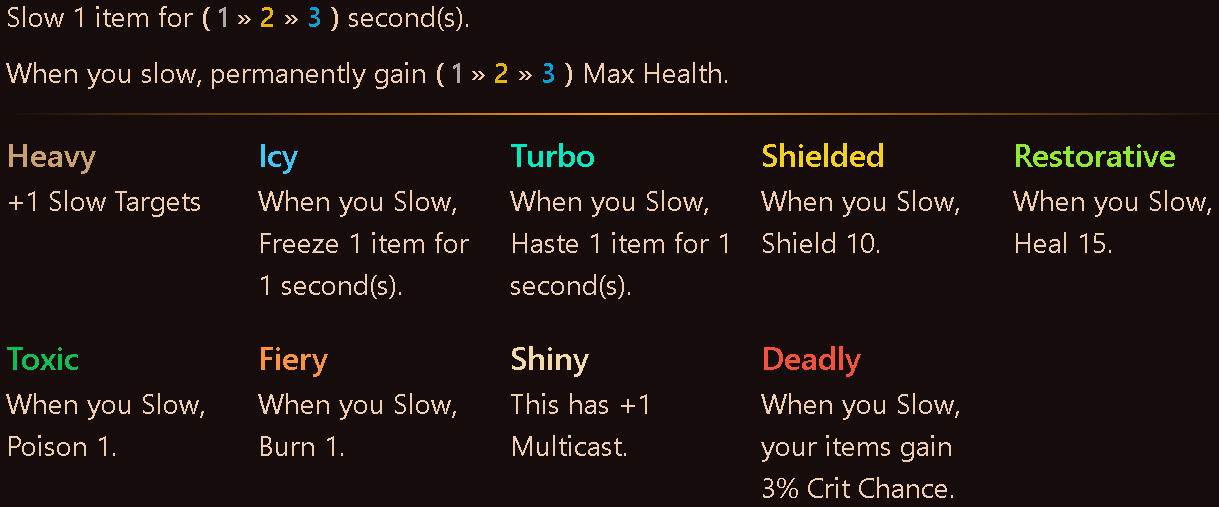 Slow 1 item for ( 1 » 2 » 3 ) second(s).
When you slow, permanently gain ( 1 » 2 » 3 ) Max Health.
Heavy
+1 Slow Targets
Icy
When you Slow,
Freeze 1 item for
1 second(s).
Turbo
When you Slow,
Haste 1 item for 1
second(s).
Shielded
When you Slow,
Shield 10.
Restorative
When you Slow,
Heal 15.
Toxic
When you Slow,
Poison 1.
Fiery
When you Slow,
Burn 1.
Shiny
This has +1
Multicast.
Deadly
When you Slow,
your items gain
3% Crit Chance.